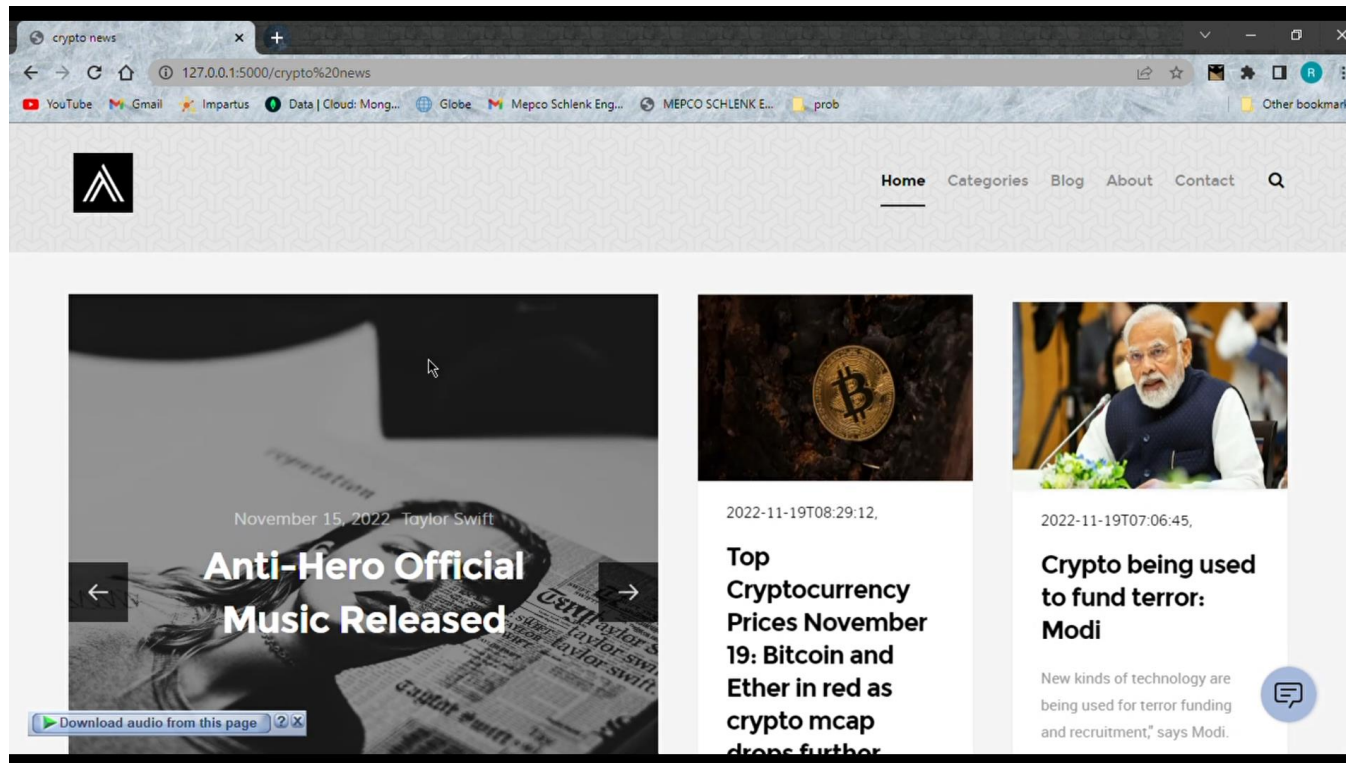 crypto news
127.0.0.1:5000/crypto%20news
YouTube Gmail Impartus Data | Cloud: Mong... Globe Mepco Schlenk Eng... MEPCO SCHLENK E... prob Other bookmar
R
Home Categories Blog About Contact
reputation
November 15, 2022 Taylor Swift
Anti-Hero Official
Music Released
2022-11-19T08:29:12,
Top
Cryptocurrency
Prices November
19: Bitcoin and
Ether in red as
crypto mcap
drops further
2022-11-19T07:06:45,
Crypto being used
to fund terror:
Modi
New kinds of technology are
being used for terror funding
and recruitment,” says Modi.
Download audio from this page ?